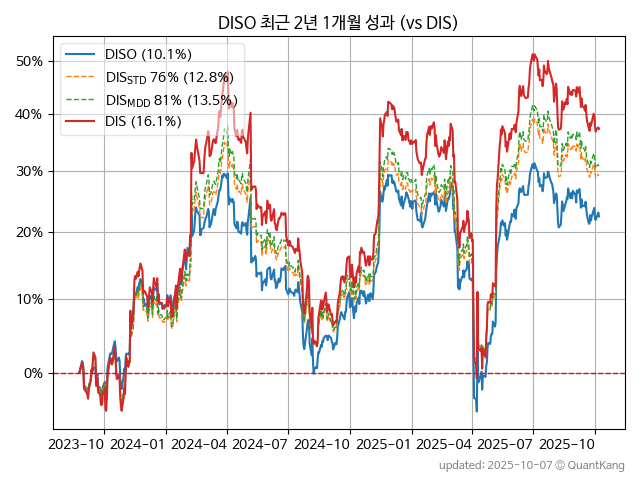 DISO 최근 2년 1개월 성과 (vs DIS)
DISO (10.1%)
DIS_STD 76% (12.8%)
DIS_MDD 81% (13.5%)
DIS (16.1%)
50%
40%
30%
20%
10%
0%
2023-10 2024-01 2024-04 2024-07 2024-10 2025-01 2025-04 2025-07 2025-10
updated: 2025-10-07 © QuantKang